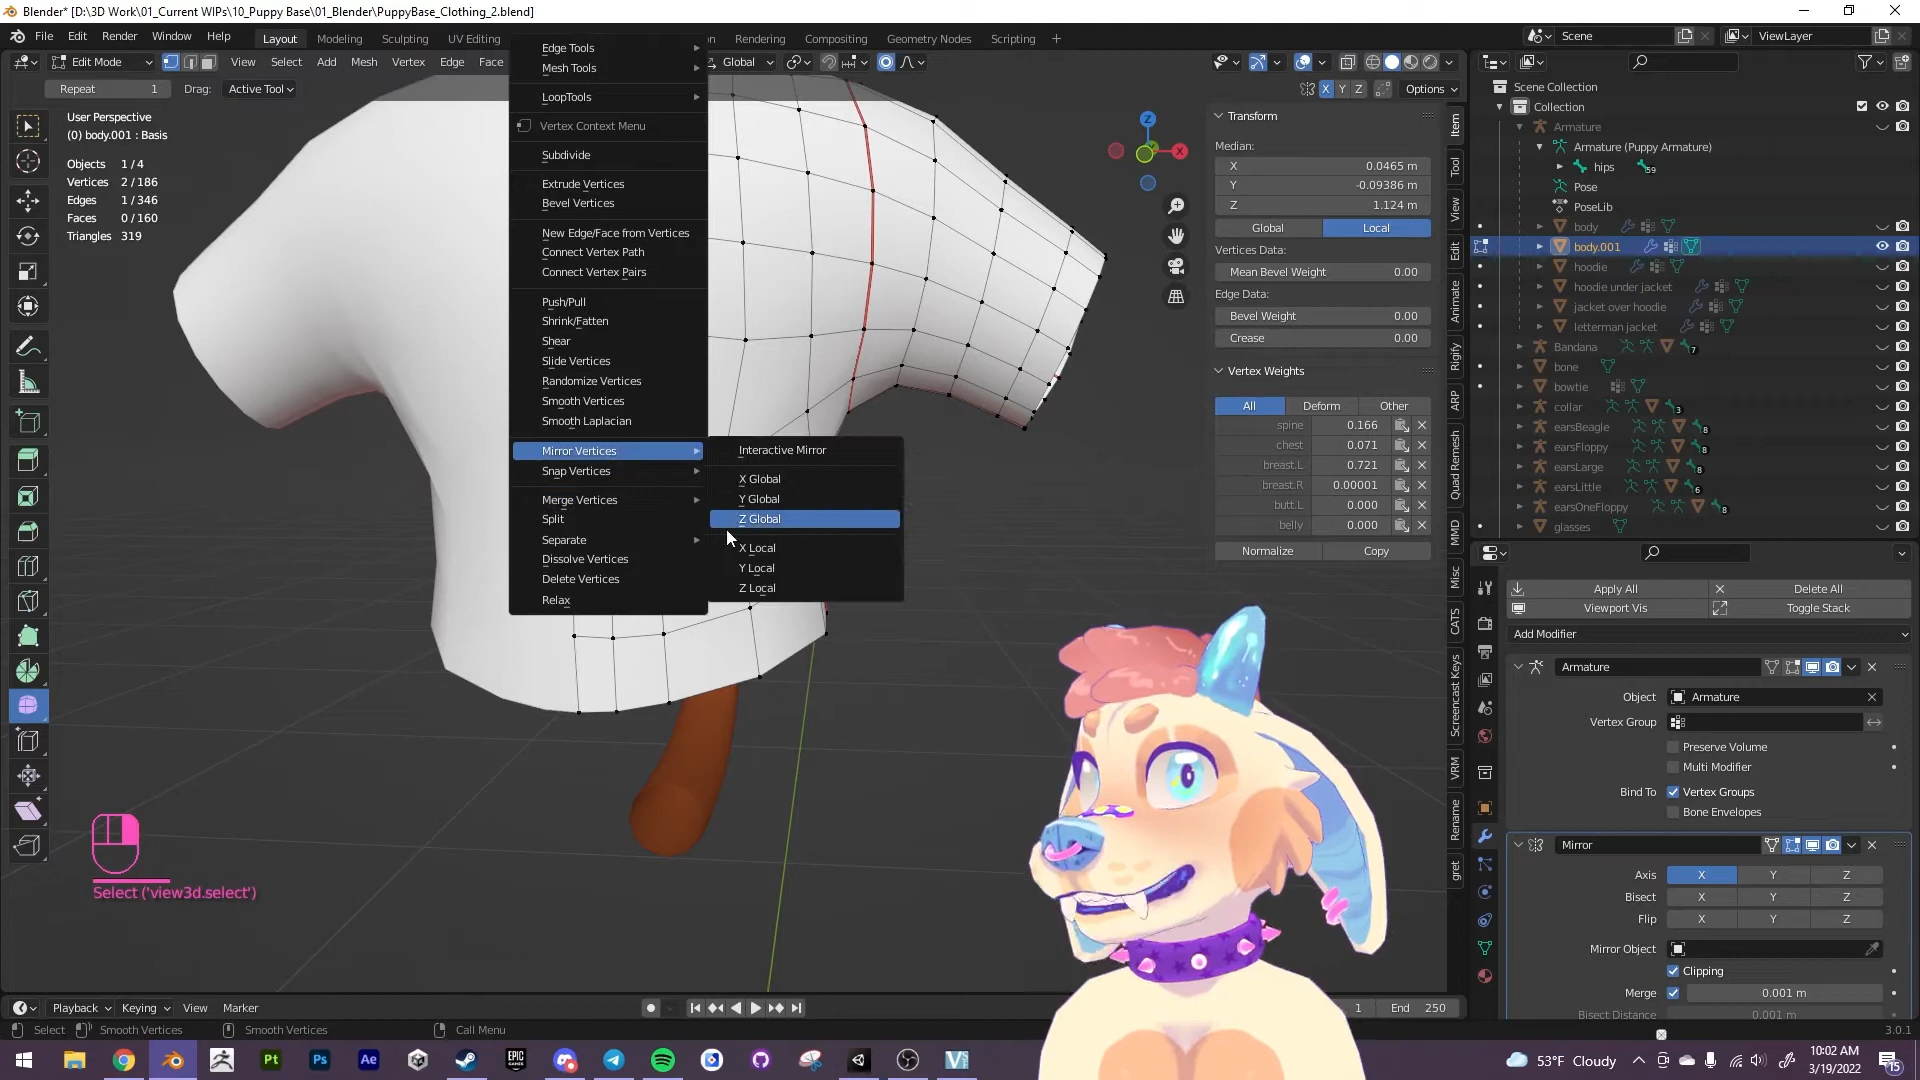 Blender* [D:\3D Work\01_Current WIPs\10_Puppy Base\01_Blender\PuppyBase_Clothing_2.blend]
File Edit Render Window Help Layout Modeling Sculpting UV Editing Rendering Compositing Geometry Nodes Scripting +
Scene ViewLayer
Edit Mode View Select Add Mesh Vertex Edge Face Global
Repeat 1 Drag: Active Tool X Y Z Options
User Perspective
(0) body.001 : Basis
Objects 1/4
Vertices 2/186
Edges 1/346
Faces 0/160
Triangles 319
Edge Tools
Mesh Tools
LoopTools
Vertex Context Menu
Subdivide
Extrude Vertices
Bevel Vertices
New Edge/Face from Vertices
Connect Vertex Path
Connect Vertex Pairs
Push/Pull
Shrink/Fatten
Shear
Slide Vertices
Randomize Vertices
Smooth Vertices
Smooth Laplacian
Mirror Vertices
Snap Vertices
Merge Vertices
Split
Separate
Dissolve Vertices
Delete Vertices
Relax
Interactive Mirror
X Global
Y Global
Z Global
X Local
Y Local
Z Local
Z
X
Transform
Median:
X 0.0465 m
Y -0.09386 m
Z 1.124 m
Global Local
Vertices Data:
Mean Bevel Weight 0.00
Edge Data:
Bevel Weight 0.00
Crease 0.00
Vertex Weights
All Deform Other
spine 0.166
chest 0.071
breast.L 0.721
breast.R 0.00001
butt.L 0.000
belly 0.000
Normalize Copy
Item
Tool
View
Edit
Animate
Rigify
ARP
Quad Remesh
MMD
Misc
CATS
Screencast Keys
VRM
Rename
gret
Scene Collection
Collection
Armature
Armature (Puppy Armature)
hips 59
Pose
PoseLib
body
body.001
hoodie
hoodie under jacket
jacket over hoodie
letterman jacket
Bandana 7
bone
bowtie
collar 3
earsBeagle 8
earsFloppy 8
earsLarge 8
earsLittle 6
earsOneFloppy 8
glasses
Apply All Delete All
Viewport Vis Toggle Stack
Add Modifier
Armature
Object Armature
Vertex Group
Preserve Volume
Multi Modifier
Bind To Vertex Groups
Bone Envelopes
Mirror
Axis X Y Z
Bisect X Y Z
Flip X Y Z
Mirror Object
Clipping
Merge 0.001 m
Bisect Distance 0.001 m
Select ('view3d.select')
Playback Keying View Marker 1 End 250
Select Smooth Vertices Smooth Vertices Call Menu 3.0.1
Pt Ps Ae EPIC GAMES 53°F Cloudy 10:02 AM
3/19/2022 15